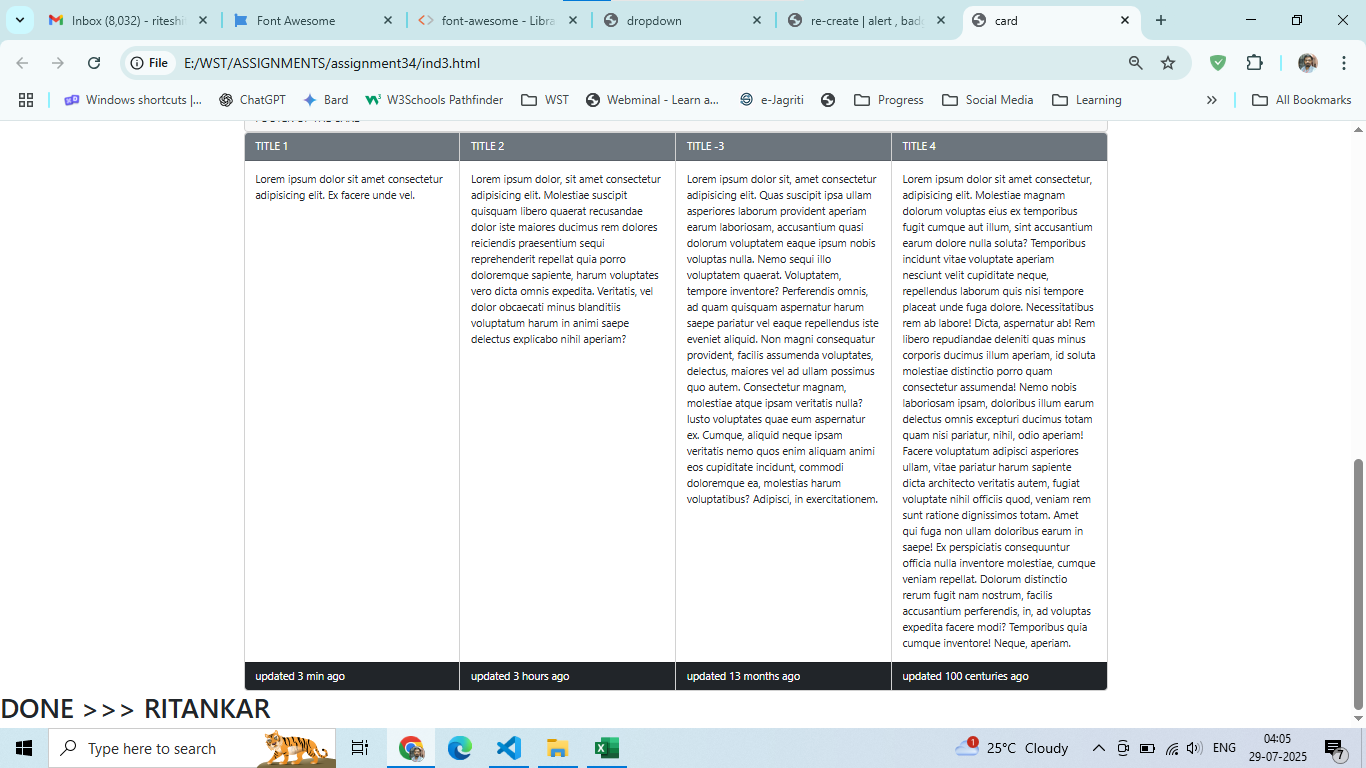 Inbox (8,032) - riteshi
Font Awesome
font-awesome - Libra
dropdown
re-create | alert , bad
card
File
E:/WST/ASSIGNMENTS/assignment34/ind3.html
Windows shortcuts |...
ChatGPT
Bard
W3Schools Pathfinder
WST
Webminal - Learn a...
e-Jagriti
Progress
Social Media
Learning
All Bookmarks
TITLE 1
Lorem ipsum dolor sit amet consectetur
adipisicing elit. Ex facere unde vel.
updated 3 min ago
TITLE 2
Lorem ipsum dolor, sit amet consectetur
adipisicing elit. Molestiae suscipit
quisquam libero quaerat recusandae
dolor iste maiores ducimus rem dolores
reiciendis praesentium sequi
reprehenderit repellat quia porro
doloremque sapiente, harum voluptates
vero dicta omnis expedita. Veritatis, vel
dolor obcaecati minus blanditiis
voluptatum harum in animi saepe
delectus explicabo nihil aperiam?
updated 3 hours ago
TITLE -3
Lorem ipsum dolor sit, amet consectetur
adipisicing elit. Quas suscipit ipsa ullam
asperiores laborum provident aperiam
earum laboriosam, accusantium quasi
dolorum voluptatem eaque ipsum nobis
voluptas nulla. Nemo sequi illo
voluptatem quaerat. Voluptatem,
tempore inventore? Perferendis omnis,
ad quam quisquam aspernatur harum
saepe pariatur vel eaque repellendus iste
eveniet aliquid. Non magni consequatur
provident, facilis assumenda voluptates,
delectus, maiores vel ad ullam possimus
quo autem. Consectetur magnam,
molestiae atque ipsam veritatis nulla?
Iusto voluptates quae eum aspernatur
ex. Cumque, aliquid neque ipsam
veritatis nemo quos enim aliquam animi
eos cupiditate incidunt, commodi
doloremque ea, molestias harum
voluptatibus? Adipisci, in exercitationem.
updated 13 months ago
TITLE 4
Lorem ipsum dolor sit amet consectetur,
adipisicing elit. Molestiae magnam
dolorum voluptas eius ex temporibus
fugit cumque aut illum, sint accusantium
earum dolore nulla soluta? Temporibus
incidunt vitae voluptate aperiam
nesciunt velit cupiditate neque,
repellendus laborum quis nisi tempore
placeat unde fuga dolore. Necessitatibus
rem ab labore! Dicta, aspernatur ab! Rem
libero repudiandae deleniti quas minus
corporis ducimus illum aperiam, id soluta
molestiae distinctio porro quam
consectetur assumenda! Nemo nobis
laboriosam ipsam, doloribus illum earum
delectus omnis excepturi ducimus totam
quam nisi pariatur, nihil, odio aperiam!
Facere voluptatum adipisci asperiores
ullam, vitae pariatur harum sapiente
dicta architecto veritatis autem, fugiat
voluptate nihil officiis quod, veniam rem
sunt ratione dignissimos totam. Amet
qui fuga non ullam doloribus earum in
saepe! Ex perspiciatis consequuntur
officia nulla inventore molestiae, cumque
veniam repellat. Dolorum distinctio
rerum fugit nam nostrum, facilis
accusantium perferendis, in, ad voluptas
expedita facere modi? Temporibus quia
cumque inventore! Neque, aperiam.
updated 100 centuries ago
DONE >>> RITANKAR
Type here to search
1
25°C Cloudy
ENG
04:05
29-07-2025
7